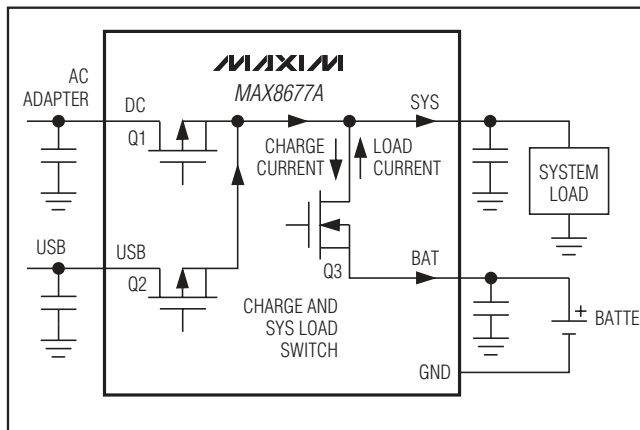 MAXIM
MAX8677A
AC
ADAPTER
DC
Q1
SYS
CHARGE
CURRENT
LOAD
CURRENT
SYSTEM
LOAD
USB
USB
Q2
Q3
BAT
CHARGE AND
SYS LOAD
SWITCH
+
BATTE
GND